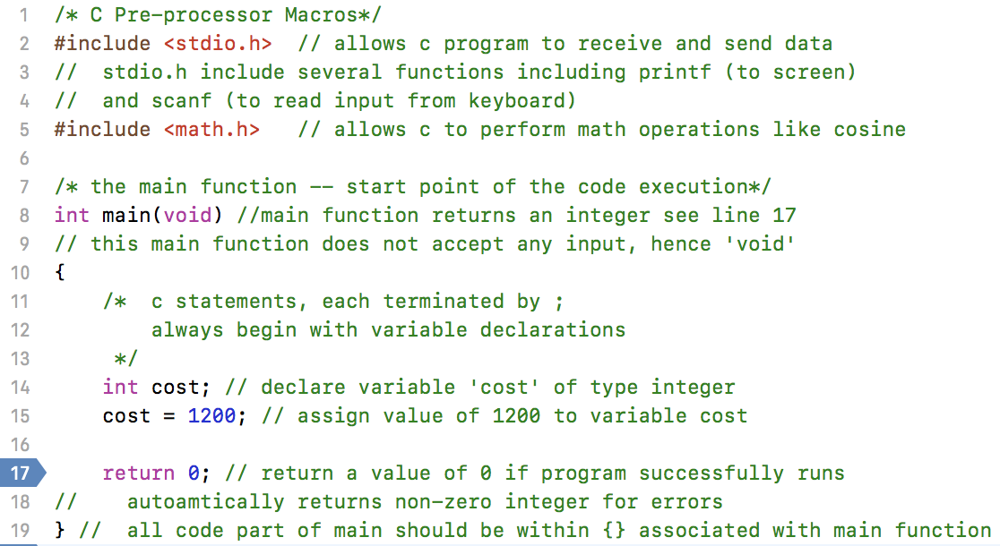 1 /* C Pre-processor Macros*/
2 #include <stdio.h> // allows c program to receive and send data
3 // stdio.h include several functions including printf (to screen)
4 // and scanf (to read input from keyboard)
5 #include <math.h> // allows c to perform math operations like cosine
6
7 /* the main function -- start point of the code execution*/
8 int main(void) //main function returns an integer see line 17
9 // this main function does not accept any input, hence 'void'
10 {
11 /* c statements, each terminated by ;
12 always begin with variable declarations
13 */
14 int cost; // declare variable 'cost' of type integer
15 cost = 1200; // assign value of 1200 to variable cost
16
17 return 0; // return a value of 0 if program successfully runs
18 // autoamtically returns non-zero integer for errors
19 } // all code part of main should be within {} associated with main function